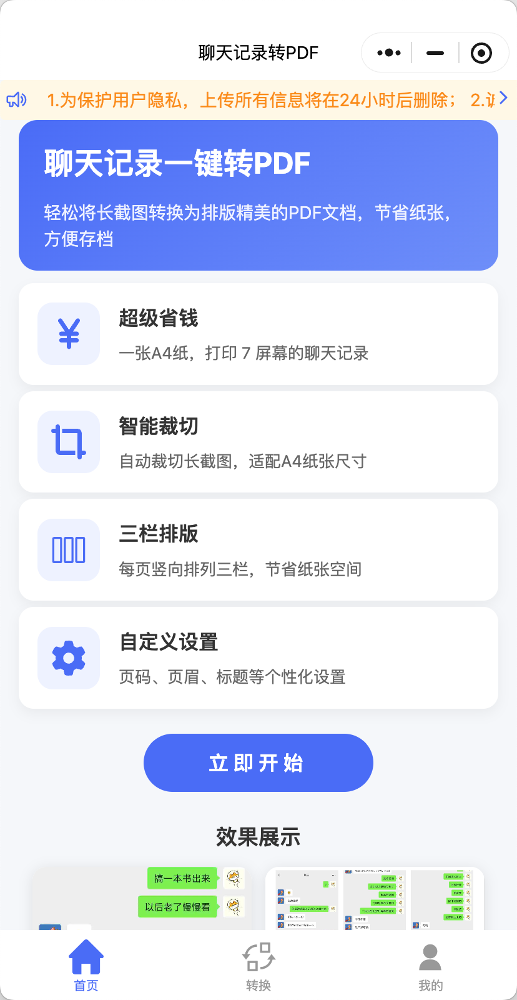 聊天记录转PDF
1.为保护用户隐私，上传所有信息将在24小时后删除； 2.
聊天记录一键转PDF
轻松将长截图转换为排版精美的PDF文档，节省纸张，
方便存档
超级省钱
一张A4纸，打印 7 屏幕的聊天记录
智能裁切
自动裁切长截图，适配A4纸张尺寸
三栏排版
每页竖向排列三栏，节省纸张空间
自定义设置
页码、页眉、标题等个性化设置
立即开始
效果展示
搞一本书出来
以后老了慢慢看
首页
转换
我的